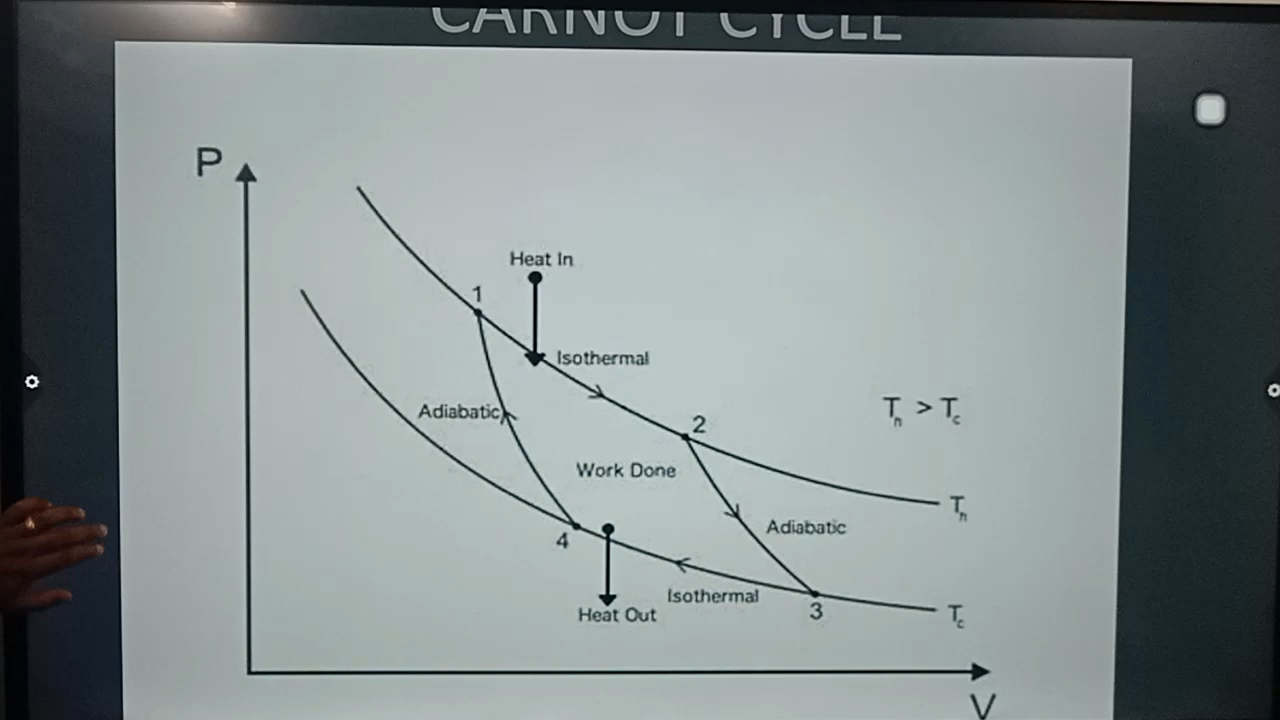 CARNOT CYCLE
P
Heat In
1
Isothermal
Adiabatic
2
Tₕ > T꜀
Work Done
Tₕ
Adiabatic
4
Isothermal
3
Heat Out
T꜀
V